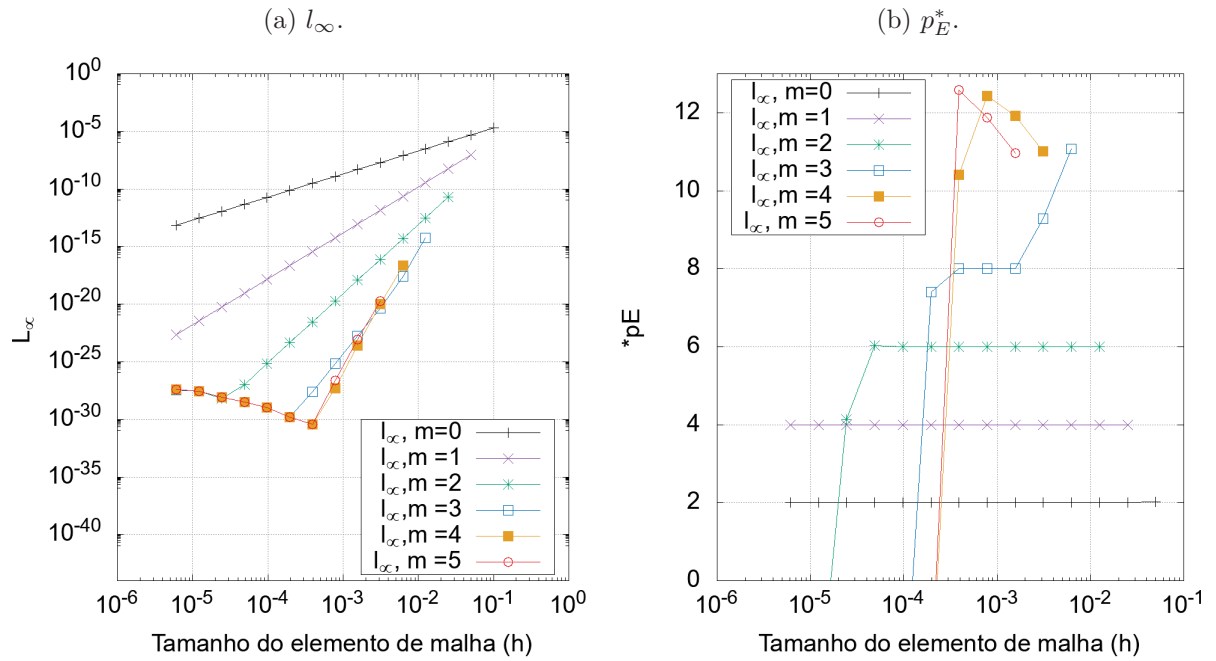 (a) l∞.
10^0
10^-5
10^-10
10^-15
10^-20
10^-25
10^-30
10^-35
10^-40
L∝
l∝, m=0
l∝,m =1
l∝,m =2
l∝,m =3
l∝,m =4
l∝, m =5
10^-6 10^-5 10^-4 10^-3 10^-2 10^-1 10^0
Tamanho do elemento de malha (h)
(b) p*_E.
12
10
8
6
4
2
0
*pE
l∝, m=0
l∝,m =1
l∝,m =2
l∝,m =3
l∝,m =4
l∝, m =5
10^-6 10^-5 10^-4 10^-3 10^-2 10^-1
Tamanho do elemento de malha (h)